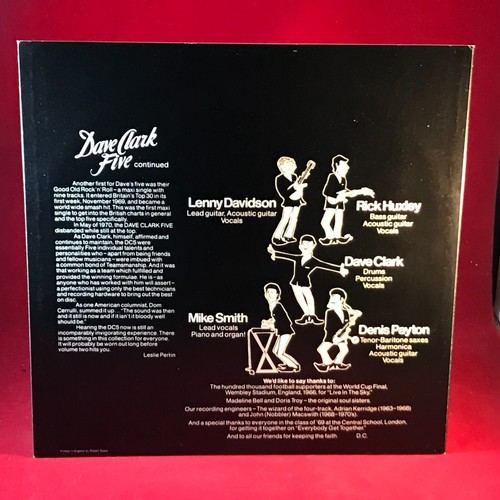 Dave Clark
Five continued
Another first for Dave's five was their
Good Old Rock 'n' Roll – a maxi single with
nine tracks. It entered Britain's Top 30 in its
first week, November 1969, and became a
world wide smash hit. This was the first maxi
single to get into the British charts in general
and the top five specifically.
In May of 1970, the DAVE CLARK FIVE
disbanded while still at the top.
As Dave Clark, himself, affirmed and
continues to maintain, the DC5 were
essentially Five individual talents and
personalities who – apart from being friends
and fellow musicians – were imbued with
a common bond of Teamsmanship. And it was
that working as a team which fulfilled and
provided the winning formulae. He is – as
anyone who has worked with him will assert –
a perfectionist using only the best technicians
and recording hardware to bring out the best
on disc.
As one American columnist, Dom
Cerrulli, summed it up... "The sound was then
and it still is now and if it isn't it bloody well
should be."
Hearing the DC5 now is still an
incomparably invigorating experience. There
is something in this collection for everyone.
It will probably be worn out long before
volume two hits you.
Leslie Perrin
Lenny Davidson
Lead guitar, Acoustic guitar
Vocals
Rick Huxley
Bass guitar
Acoustic guitar
Vocals
Dave Clark
Drums
Percussion
Vocals
Mike Smith
Lead vocals
Piano and organ!
Denis Payton
Tenor-Baritone saxes
Harmonica
Acoustic guitar
Vocals
We'd like to say thanks to:
The hundred thousand football supporters at the World Cup Final,
Wembley Stadium, England, 1966, for "Live In The Sky."
Madeline Bell and Doris Troy – the original soul sisters.
Our recording engineers – The wizard of the four-track, Adrian Kerridge (1963–1968)
and John (Nobbler) Macswith (1968–1970's).
And a special thanks to everyone in the class of '69 at the Central School, London,
for getting it together on "Everybody Get Together."
And to all our friends for keeping the faith. D.C.